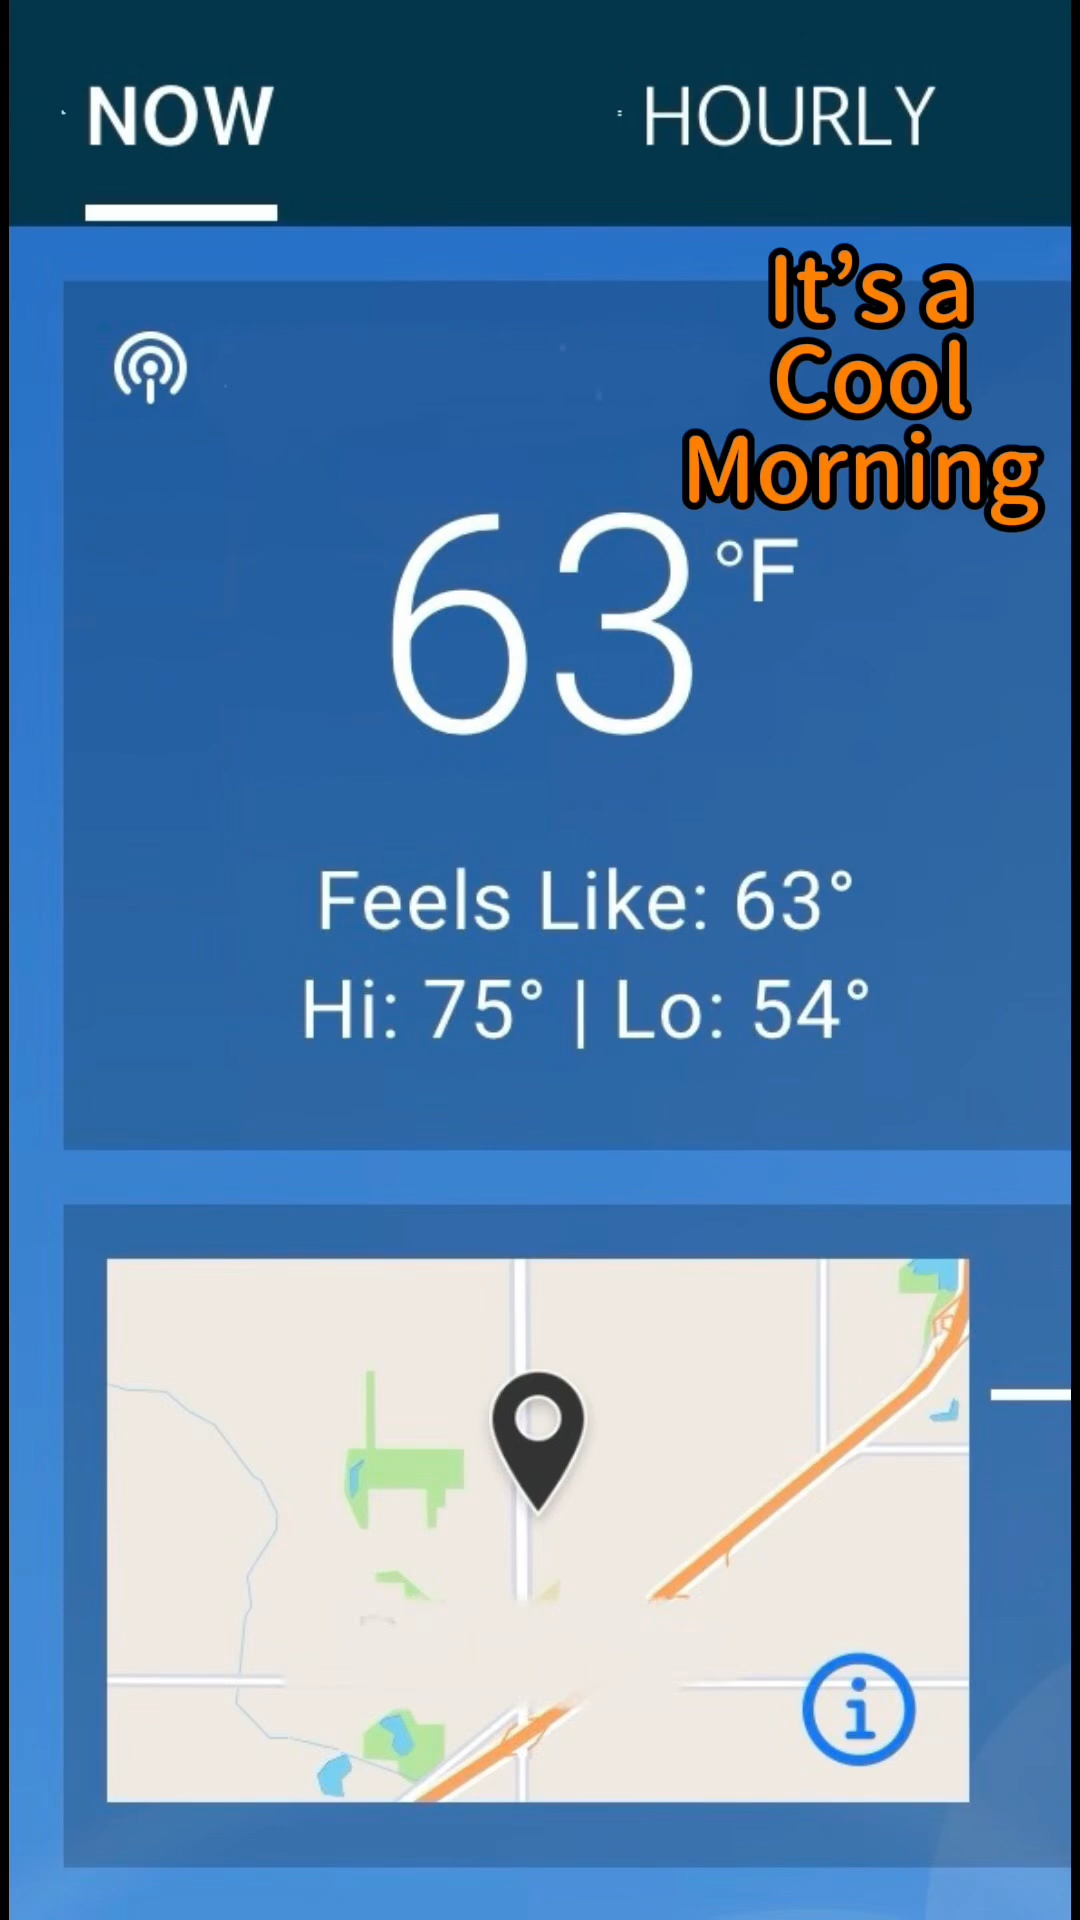 NOW
HOURLY
It’s a
Cool
Morning
63 °F
Feels Like: 63°
Hi: 75° | Lo: 54°